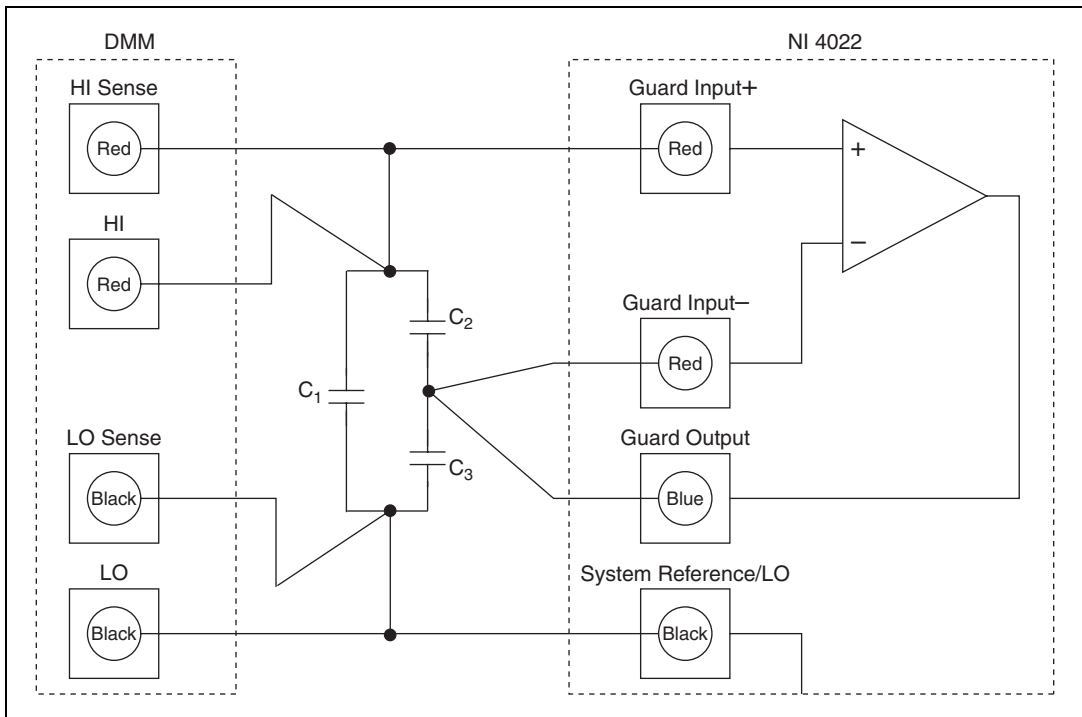 DMM
NI 4022
HI Sense
Red
Guard Input+
Red
+
HI
Red
−
Guard Input−
Red
C2
C1
C3
LO Sense
Black
Guard Output
Blue
LO
Black
System Reference/LO
Black